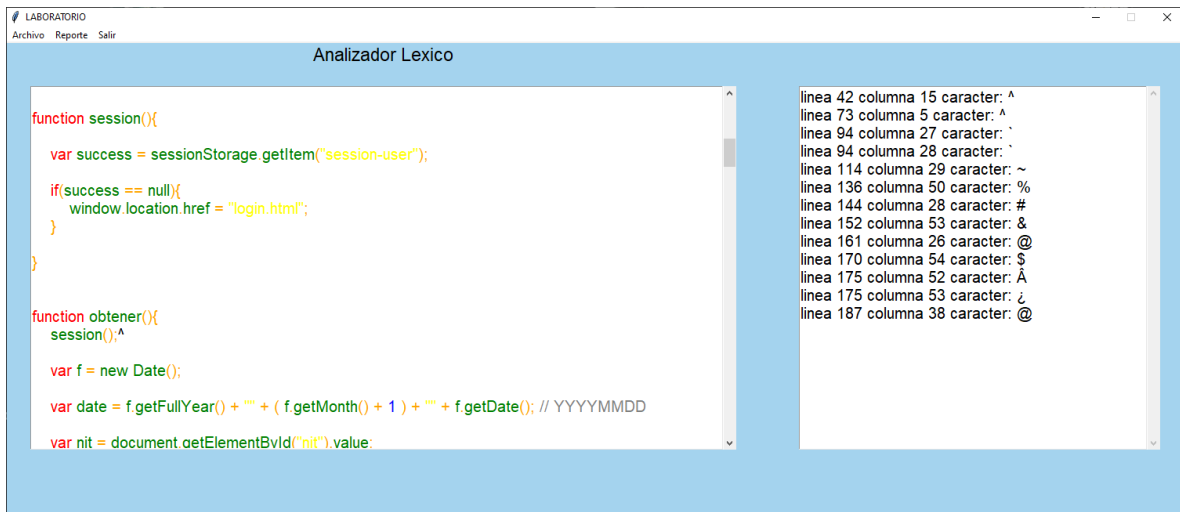 LABORATORIO
Archivo Reporte Salir
Analizador Lexico
function session(){
var success = sessionStorage.getItem("session-user");
if(success == null){
window.location.href = "login.html";
}
}
function obtener(){
session();^
var f = new Date();
var date = f.getFullYear() + "" + ( f.getMonth() + 1 ) + "" + f.getDate(); // YYYYMMDD
var nit = document.getElementById("nit").value;
linea 42 columna 15 caracter: ^
linea 73 columna 5 caracter: ^
linea 94 columna 27 caracter: `
linea 94 columna 28 caracter: `
linea 114 columna 29 caracter: ~
linea 136 columna 50 caracter: %
linea 144 columna 28 caracter: #
linea 152 columna 53 caracter: &
linea 161 columna 26 caracter: @
linea 170 columna 54 caracter: $
linea 175 columna 52 caracter: Â
linea 175 columna 53 caracter: ¿
linea 187 columna 38 caracter: @